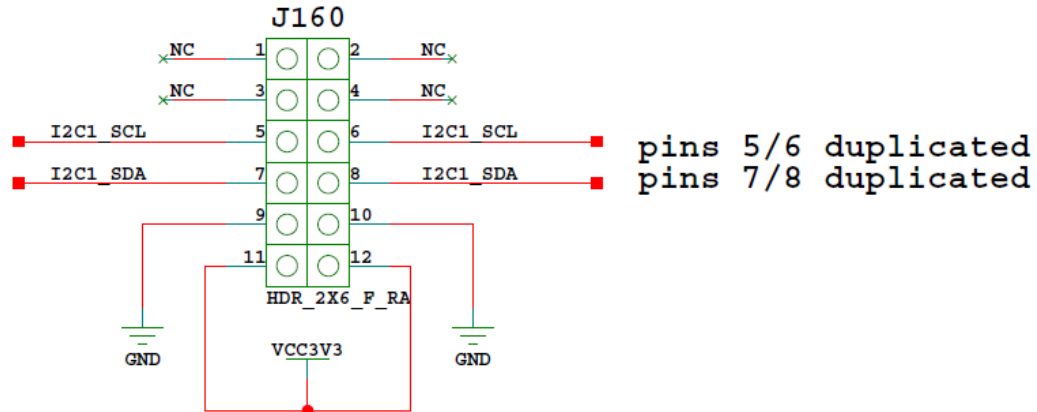 J160
NC 1 2 NC
NC 3 4 NC
I2C1_SCL 5 6 I2C1_SCL
pins 5/6 duplicated
I2C1_SDA 7 8 I2C1_SDA
pins 7/8 duplicated
9 10
11 12
HDR_2X6_F_RA
VCC3V3
GND GND